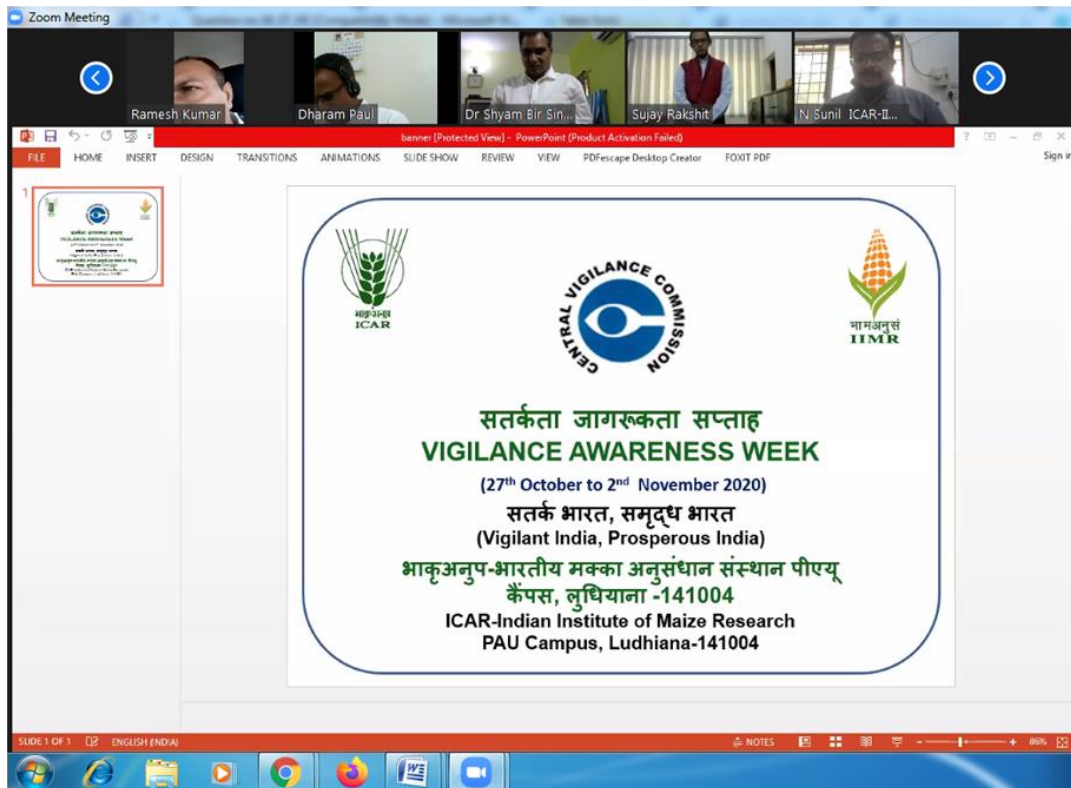 Zoom Meeting
Ramesh Kumar
Dharam Paul
Dr Shyam Bir Sin...
Sujay Rakshit
N Sunil ICAR-II...
banner [Protected View] - PowerPoint (Product Activation Failed)
FILE HOME INSERT DESIGN TRANSITIONS ANIMATIONS SLIDE SHOW REVIEW VIEW PDFescape Desktop Creator FOXIT PDF Sign in
1
VIGILANCE AWARENESS WEEK
भाकृअनुप
ICAR
CENTRAL VIGILANCE COMMISSION
भामअनुसं
IIMR
सतर्कता जागरूकता सप्ताह
VIGILANCE AWARENESS WEEK
(27th October to 2nd November 2020)
सतर्क भारत, समृद्ध भारत
(Vigilant India, Prosperous India)
भाकृअनुप-भारतीय मक्का अनुसंधान संस्थान पीएयू
कैंपस, लुधियाना -141004
ICAR-Indian Institute of Maize Research
PAU Campus, Ludhiana-141004
SLIDE 1 OF 1 ENGLISH (INDIA) NOTES 86%